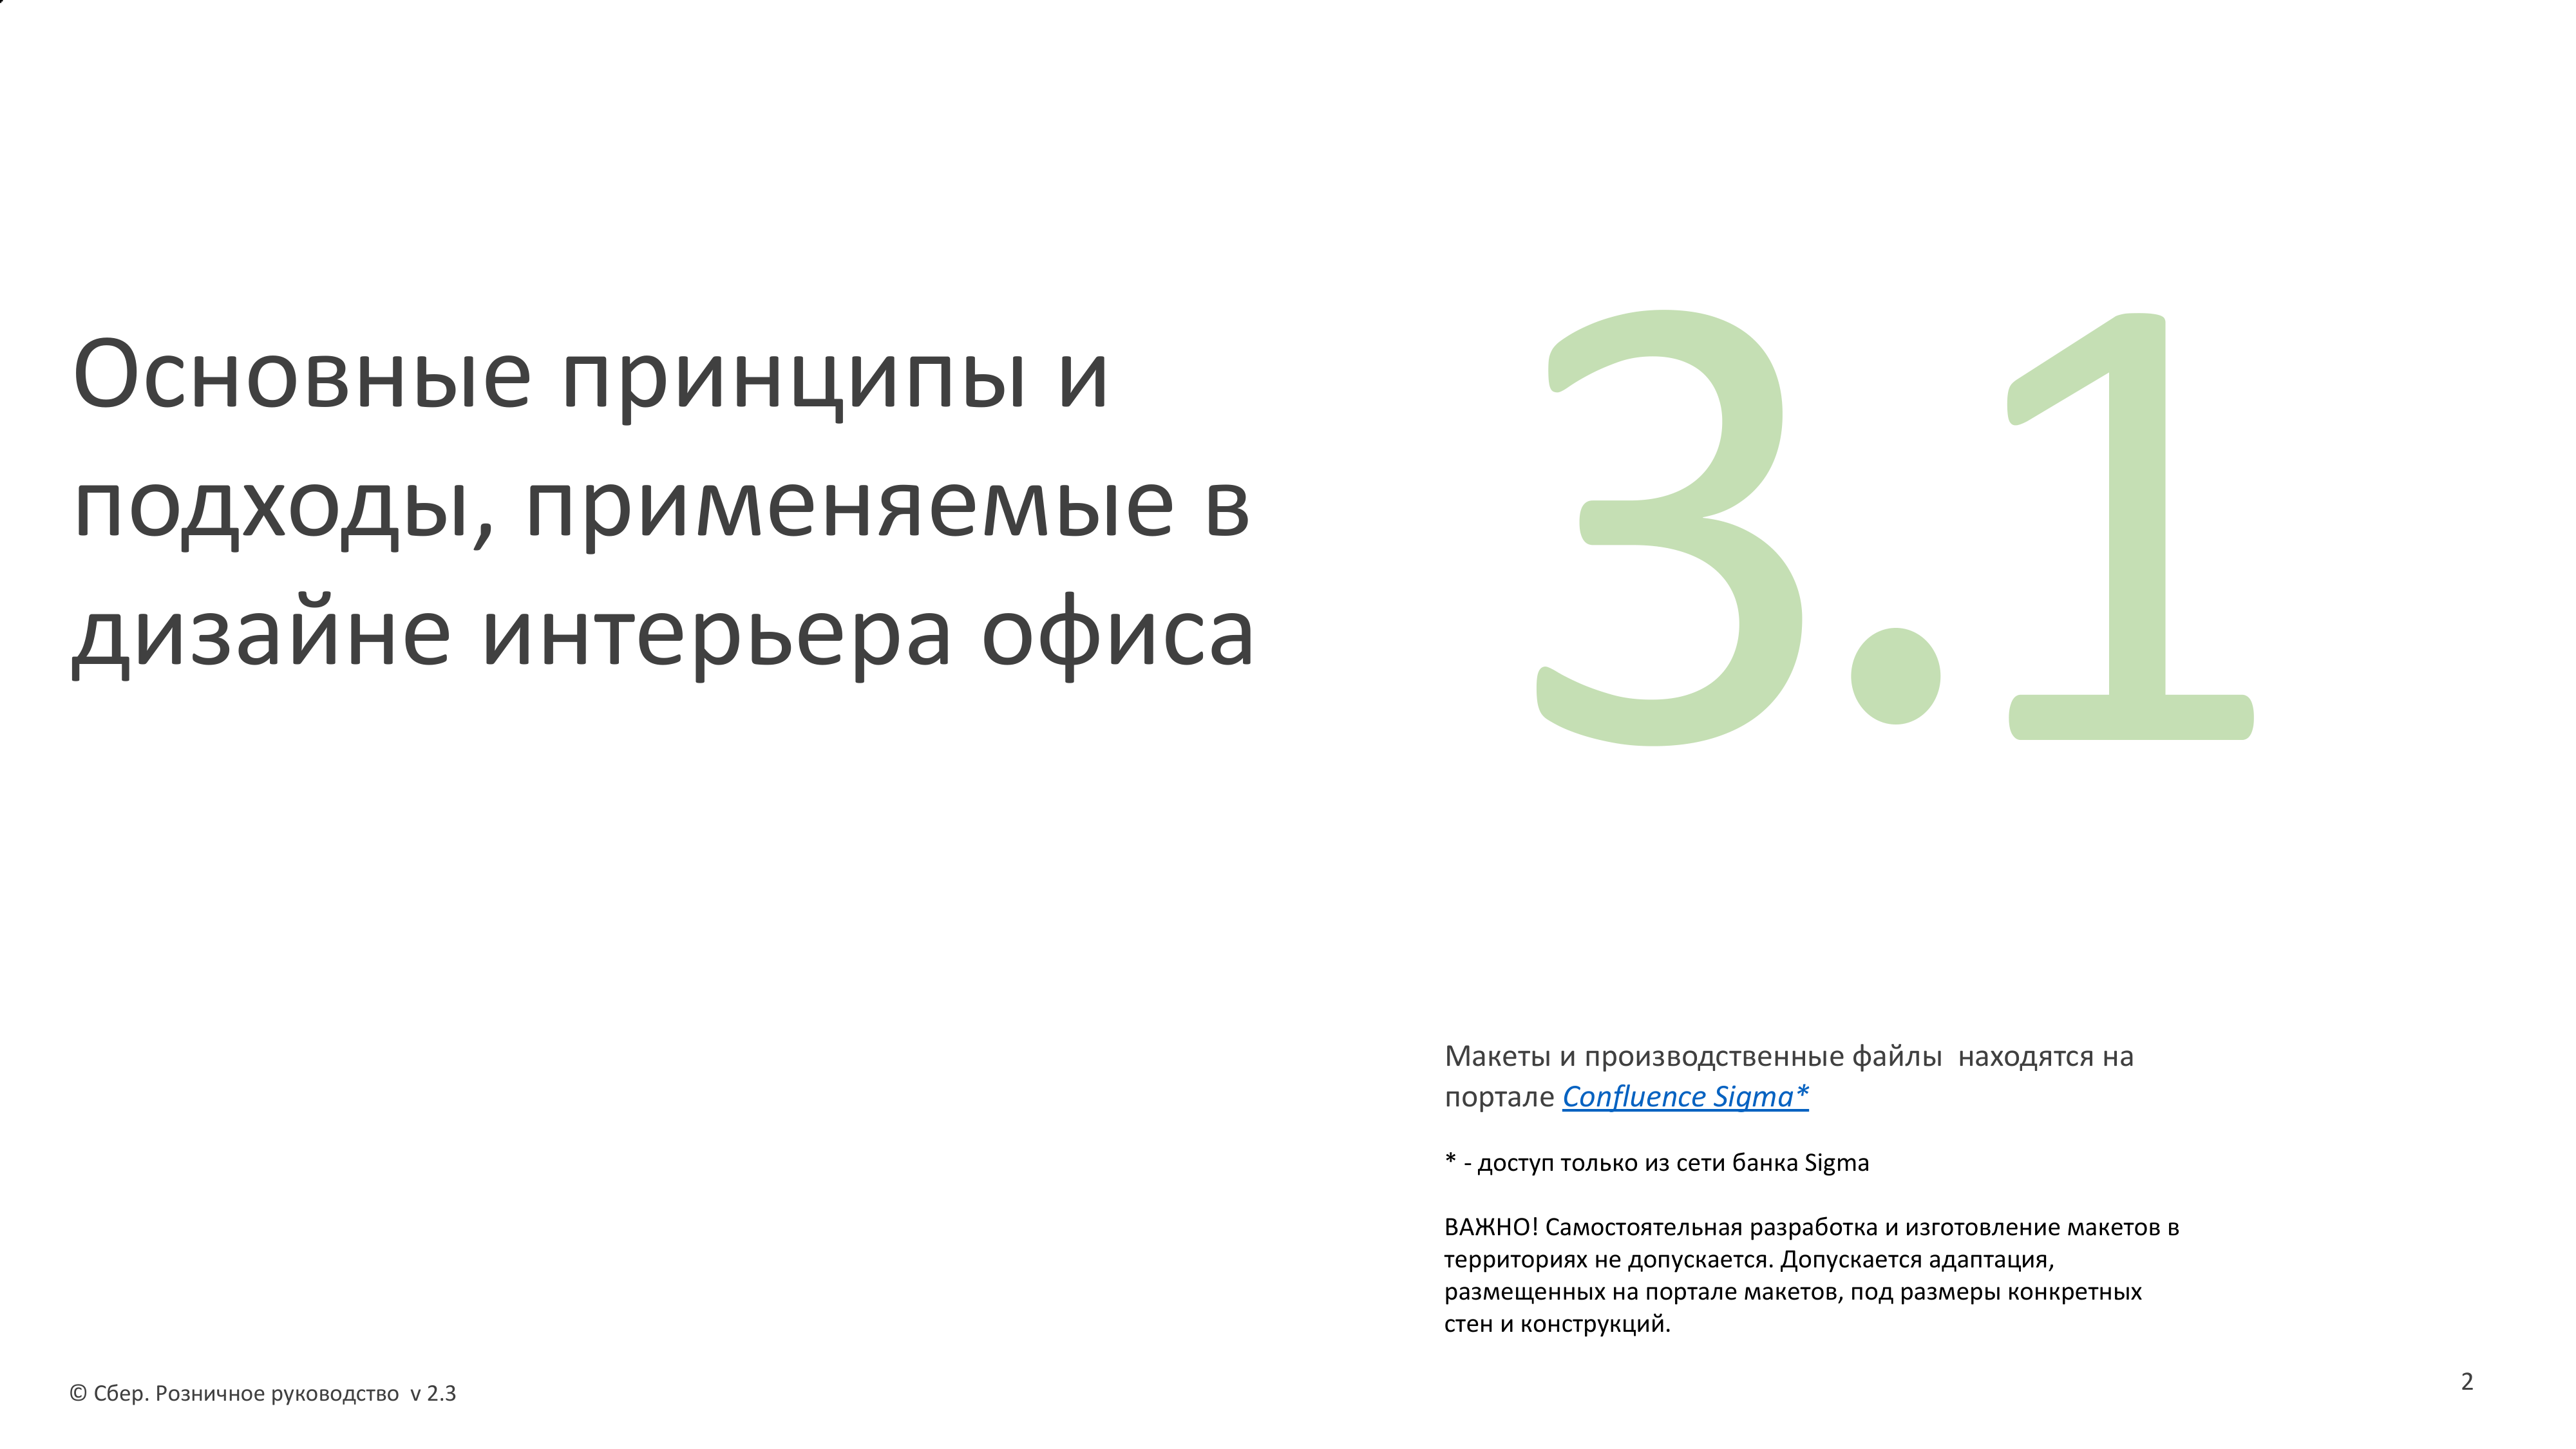 Основные принципы и
подходы, применяемые в
дизайне интерьера офиса
3.1
Макеты и производственные файлы  находятся на
портале Confluence Sigma*
* - доступ только из сети банка Sigma
ВАЖНО! Самостоятельная разработка и изготовление макетов в
территориях не допускается. Допускается адаптация,
размещенных на портале макетов, под размеры конкретных
стен и конструкций.
© Сбер. Розничное руководство  v 2.3
2